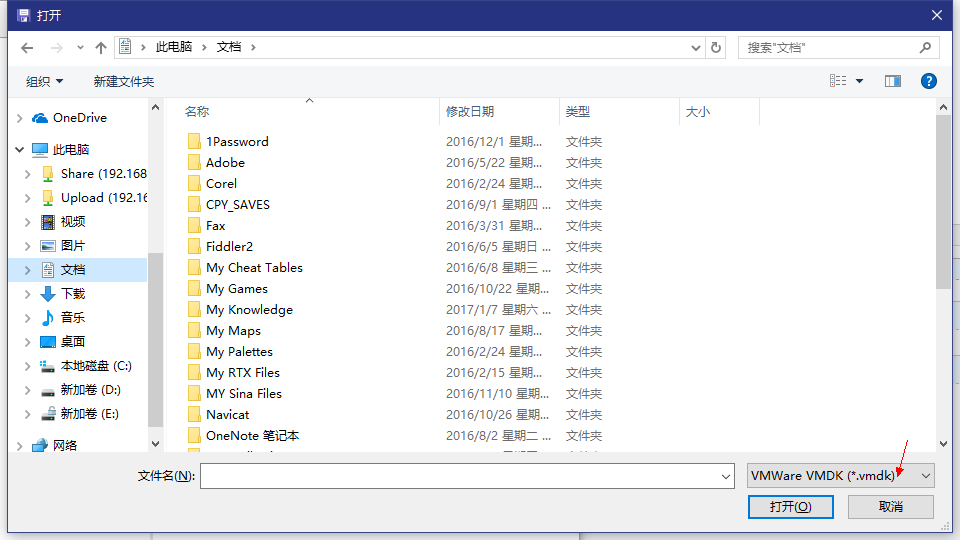 打开
此电脑 文档
搜索"文档"
组织 新建文件夹
名称 修改日期 类型 大小
OneDrive
此电脑
Share (192.168
Upload (192.16
视频
图片
文档
下载
音乐
桌面
本地磁盘 (C:)
新加卷 (D:)
新加卷 (E:)
网络
1Password 2016/12/1 星期... 文件夹
Adobe 2016/5/22 星期... 文件夹
Corel 2016/2/24 星期... 文件夹
CPY_SAVES 2016/9/1 星期四 ... 文件夹
Fax 2016/3/31 星期... 文件夹
Fiddler2 2016/6/5 星期日 ... 文件夹
My Cheat Tables 2016/6/8 星期三 ... 文件夹
My Games 2016/10/22 星期... 文件夹
My Knowledge 2017/1/7 星期六 ... 文件夹
My Maps 2016/8/17 星期... 文件夹
My Palettes 2016/2/24 星期... 文件夹
My RTX Files 2016/2/15 星期... 文件夹
MY Sina Files 2016/11/10 星期... 文件夹
Navicat 2016/10/26 星期... 文件夹
OneNote 笔记本 2016/8/2 星期二 ... 文件夹
文件名(N): VMWare VMDK (*.vmdk)
打开(O) 取消